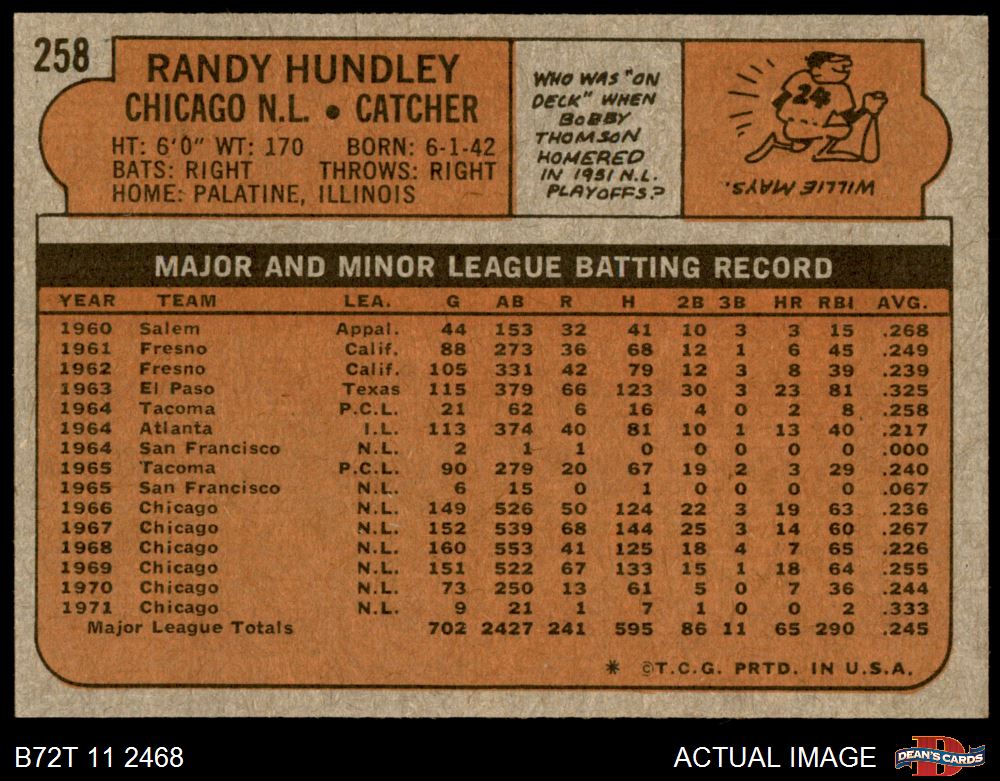 258
RANDY HUNDLEY
CHICAGO N.L. • CATCHER
HT: 6'0" WT: 170 BORN: 6-1-42
BATS: RIGHT THROWS: RIGHT
HOME: PALATINE, ILLINOIS
WHO WAS "ON
DECK" WHEN
BOBBY
THOMSON
HOMERED
IN 1951 N.L.
PLAYOFFS?
24
WILLIE MAYS.
MAJOR AND MINOR LEAGUE BATTING RECORD
YEAR TEAM LEA. G AB R H 2B 3B HR RBI AVG.
1960 Salem Appal. 44 153 32 41 10 3 3 15 .268
1961 Fresno Calif. 88 273 36 68 12 1 6 45 .249
1962 Fresno Calif. 105 331 42 79 12 3 8 39 .239
1963 El Paso Texas 115 379 66 123 30 3 23 81 .325
1964 Tacoma P.C.L. 21 62 6 16 4 0 2 8 .258
1964 Atlanta I.L. 113 374 40 81 10 1 13 40 .217
1964 San Francisco N.L. 2 1 1 0 0 0 0 0 .000
1965 Tacoma P.C.L. 90 279 20 67 19 2 3 29 .240
1965 San Francisco N.L. 6 15 0 1 0 0 0 0 .067
1966 Chicago N.L. 149 526 50 124 22 3 19 63 .236
1967 Chicago N.L. 152 539 68 144 25 3 14 60 .267
1968 Chicago N.L. 160 553 41 125 18 4 7 65 .226
1969 Chicago N.L. 151 522 67 133 15 1 18 64 .255
1970 Chicago N.L. 73 250 13 61 5 0 7 36 .244
1971 Chicago N.L. 9 21 1 7 1 0 0 2 .333
Major League Totals 702 2427 241 595 86 11 65 290 .245
* ©T.C.G. PRTD. IN U.S.A.
B72T 11 2468 ACTUAL IMAGE DEAN'S CARDS